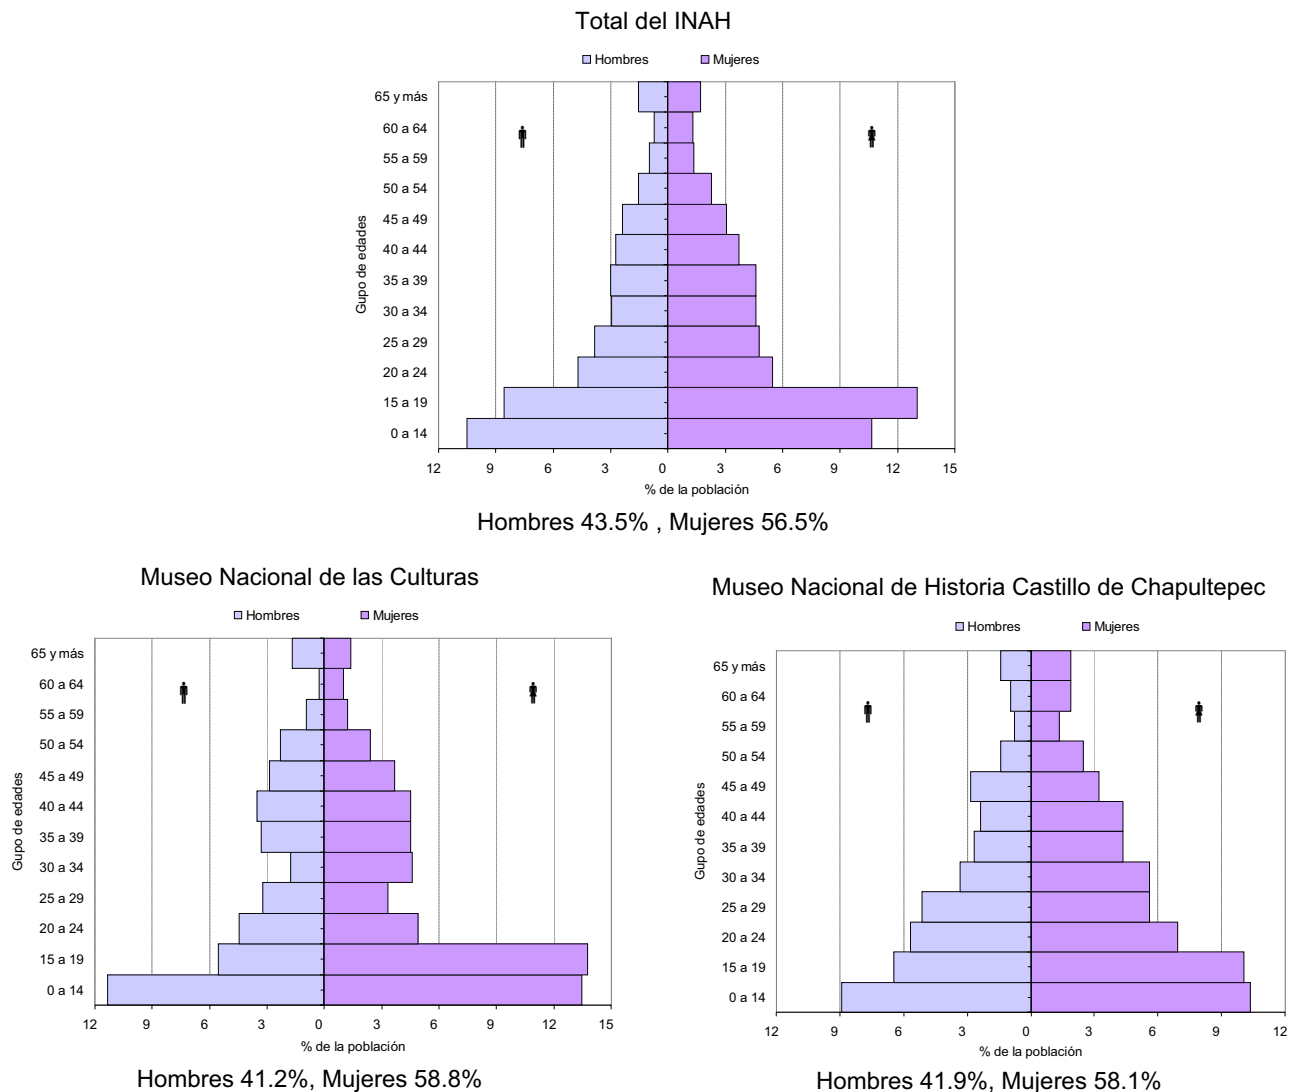 Total del INAH
Hombres Mujeres
65 y más
60 a 64
55 a 59
50 a 54
45 a 49
40 a 44
35 a 39
30 a 34
25 a 29
20 a 24
15 a 19
0 a 14
Gupo de edades
12 9 6 3 0 3 6 9 12 15
% de la población
Hombres 43.5% , Mujeres 56.5%
Museo Nacional de las Culturas
Hombres Mujeres
65 y más
60 a 64
55 a 59
50 a 54
45 a 49
40 a 44
35 a 39
30 a 34
25 a 29
20 a 24
15 a 19
0 a 14
Gupo de edades
12 9 6 3 0 3 6 9 12 15
% de la población
Hombres 41.2%, Mujeres 58.8%
Museo Nacional de Historia Castillo de Chapultepec
Hombres Mujeres
65 y más
60 a 64
55 a 59
50 a 54
45 a 49
40 a 44
35 a 39
30 a 34
25 a 29
20 a 24
15 a 19
0 a 14
Gupo de edades
12 9 6 3 0 3 6 9 12
% de la población
Hombres 41.9%, Mujeres 58.1%